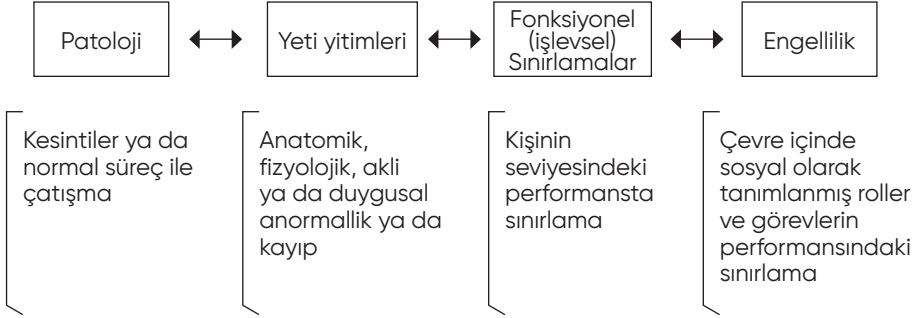 Patoloji
Yeti yitimleri
Fonksiyonel
(işlevsel)
Sınırlamalar
Engellilik
Kesintiler ya da
normal süreç ile
çatışma
Anatomik,
fizyolojik, akli
ya da duygusal
anormallik ya da
kayıp
Kişinin
seviyesindeki
performansta
sınırlama
Çevre içinde
sosyal olarak
tanımlanmış roller
ve görevlerin
performansındaki
sınırlama